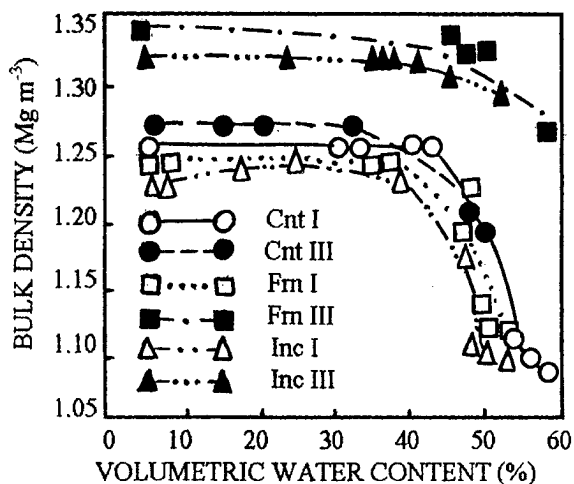 1.35
1.30
1.25
1.20
1.15
1.10
1.05
BULK DENSITY (Mg m⁻³)
Cnt I
Cnt III
Frn I
Frn III
Inc I
Inc III
0 10 20 30 40 50 60
VOLUMETRIC WATER CONTENT (%)